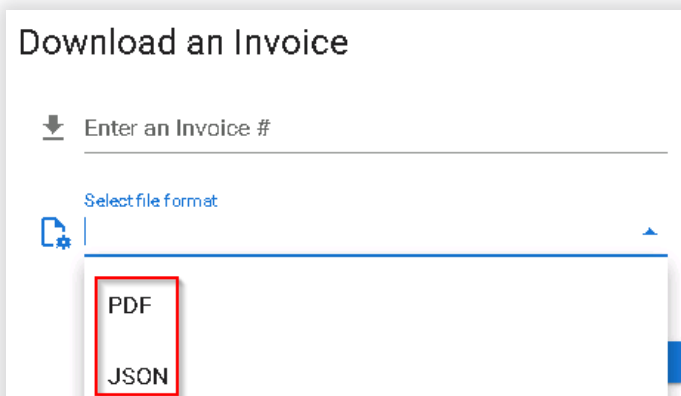 Download an Invoice
Enter an Invoice #
Select file format
PDF
JSON